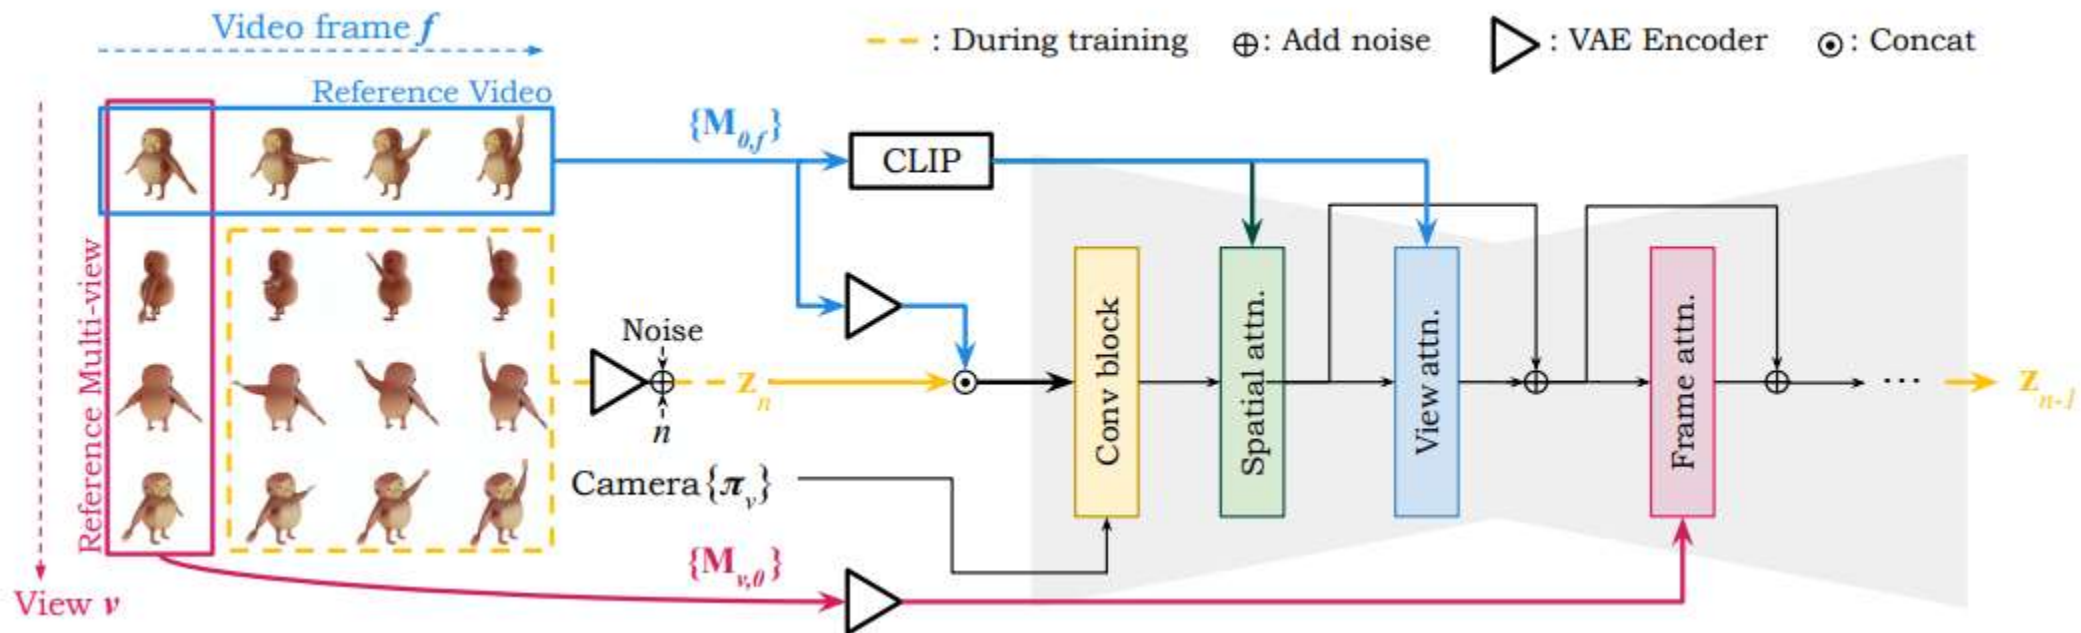 Video frame f
: During training
⊕: Add noise
: VAE Encoder
⊙: Concat
Reference Video
{M0,f}
CLIP
Reference Multi-view
Noise
zn
n
Conv block
Spatial attn.
View attn.
Frame attn.
...
zn-1
Camera{πv}
{Mv,0}
View v